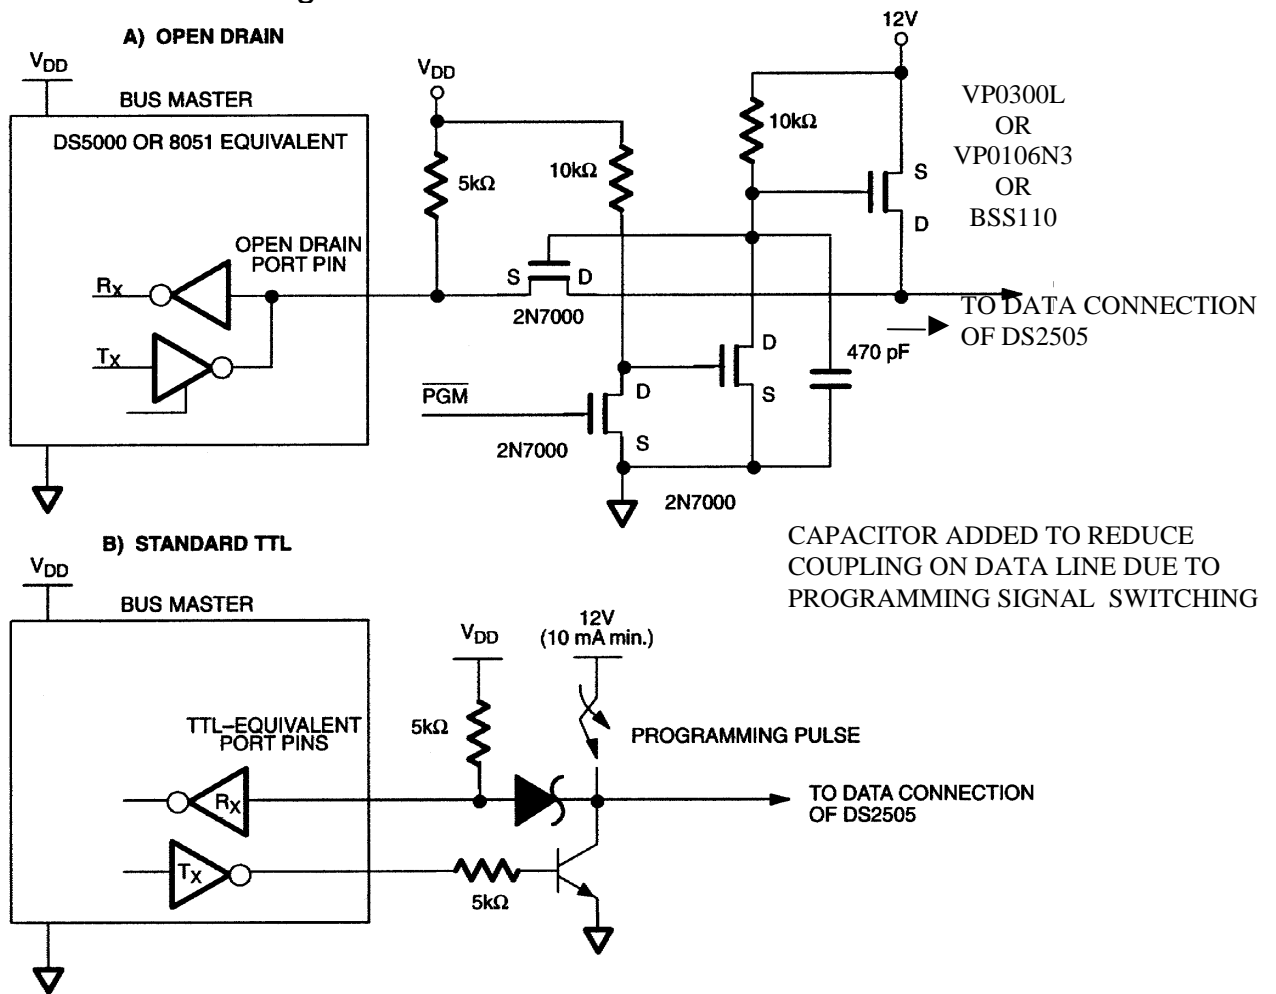 A) OPEN DRAIN
12V
VDD
VDD
BUS MASTER
DS5000 OR 8051 EQUIVALENT
5kΩ
10kΩ
10kΩ
VP0300L
OR
VP0106N3
OR
BSS110
S
D
OPEN DRAIN
PORT PIN
RX
TX
S
D
2N7000
TO DATA CONNECTION
OF DS2505
D
S
470 pF
PGM
D
S
2N7000
2N7000
CAPACITOR ADDED TO REDUCE
COUPLING ON DATA LINE DUE TO
PROGRAMMING SIGNAL SWITCHING
B) STANDARD TTL
VDD
BUS MASTER
VDD
12V
(10 mA min.)
5kΩ
PROGRAMMING PULSE
TTL–EQUIVALENT
PORT PINS
RX
TX
5kΩ
TO DATA CONNECTION
OF DS2505